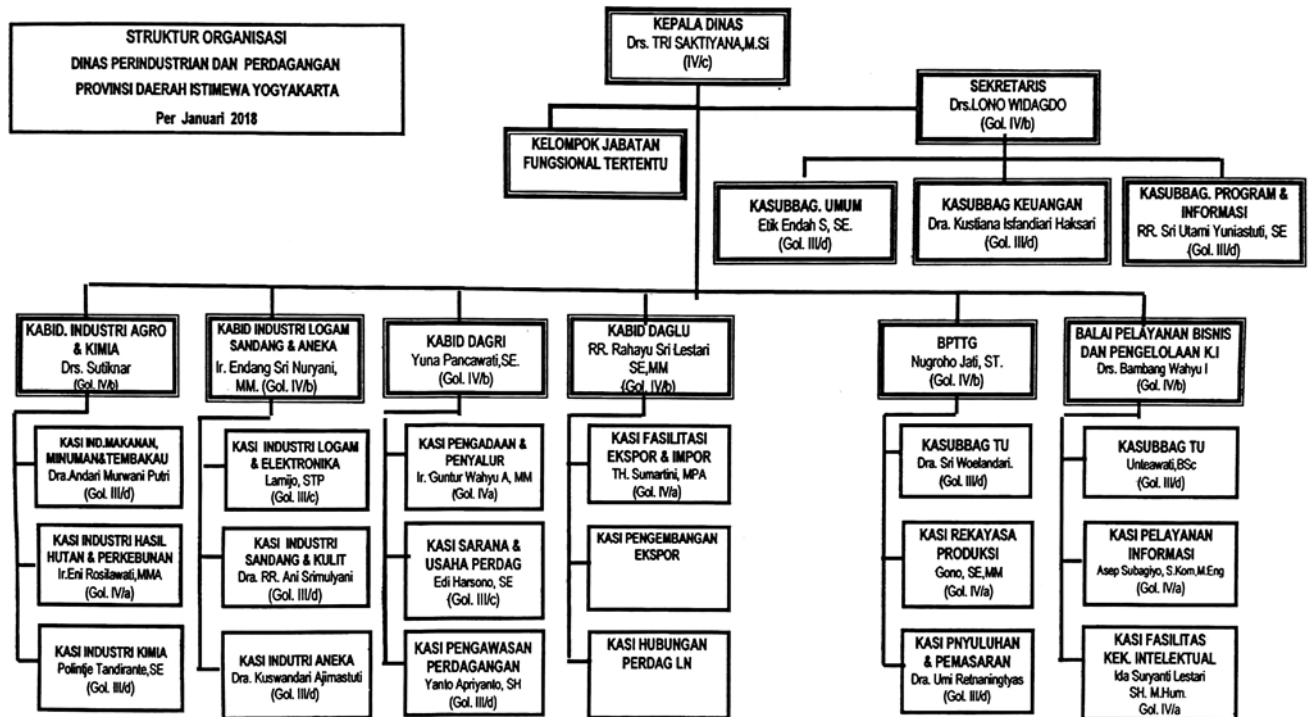 STRUKTUR ORGANISASI
DINAS PERINDUSTRIAN DAN PERDAGANGAN
PROVINSI DAERAH ISTIMEWA YOGYAKARTA
Per Januari 2018
KEPALA DINAS
Drs. TRI SAKTIYANA,M.Si
(IV/c)
SEKRETARIS
Drs.LONO WIDAGDO
(Gol. IV/b)
KELOMPOK JABATAN
FUNGSIONAL TERTENTU
KASUBBAG. UMUM
Etik Endah S, SE.
(Gol. III/d)
KASUBBAG KEUANGAN
Dra. Kustiana Isfandiari Haksari
(Gol. III/d)
KASUBBAG. PROGRAM &
INFORMASI
RR. Sri Utami Yuniastuti, SE
(Gol. III/d)
KABID. INDUSTRI AGRO
& KIMIA
Drs. Sutiknar
(Gol. IV/b)
KABID INDUSTRI LOGAM
SANDANG & ANEKA
Ir. Endang Sri Nuryani,
MM. (Gol. IV/b)
KABID DAGRI
Yuna Pancawati,SE.
(Gol. IV/b)
KABID DAGLU
RR. Rahayu Sri Lestari
SE,MM
(Gol. IV/b)
BPTTG
Nugroho Jati, ST.
(Gol. IV/b)
BALAI PELAYANAN BISNIS
DAN PENGELOLAAN K.I
Drs. Bambang Wahyu I
(Gol. IV/b)
KASI IND.MAKANAN,
MINUMAN&TEMBAKAU
Dra.Andari Murwani Putri
(Gol. III/d)
KASI INDUSTRI LOGAM
& ELEKTRONIKA
Lamijo, STP
(Gol. III/c)
KASI PENGADAAN &
PENYALUR
Ir. Guntur Wahyu A, MM
(Gol. IVa)
KASI FASILITASI
EKSPOR & IMPOR
TH. Sumartini, MPA
(Gol. IV/a)
KASUBBAG TU
Dra. Sri Woelandari.
(Gol. III/d)
KASUBBAG TU
Unteawati,BSc
(Gol. III/d)
KASI INDUSTRI HASIL
HUTAN & PERKEBUNAN
Ir.Eni Rosilawati,MMA
(Gol. IV/a)
KASI INDUSTRI
SANDANG & KULIT
Dra. RR. Ani Srimulyani
(Gol. III/d)
KASI SARANA &
USAHA PERDAG
Edi Harsono, SE
(Gol. III/c)
KASI PENGEMBANGAN
EKSPOR
KASI REKAYASA
PRODUKSI
Gono, SE,MM
(Gol. IV/a)
KASI PELAYANAN
INFORMASI
Asep Subagiyo, S.Kom,M.Eng
(Gol. IV/a)
KASI INDUSTRI KIMIA
Polintje Tandirante,SE
(Gol. III/d)
KASI INDUTRI ANEKA
Dra. Kuswandari Ajimastuti
(Gol. III/d)
KASI PENGAWASAN
PERDAGANGAN
Yanto Apriyanto, SH
(Gol. III/d)
KASI HUBUNGAN
PERDAG LN
KASI PNYULUHAN
& PEMASARAN
Dra. Umi Retnaningtyas
(Gol. III/d)
KASI FASILITAS
KEK. INTELEKTUAL
Ida Suryanti Lestari
SH. M.Hum.
Gol. IV/a